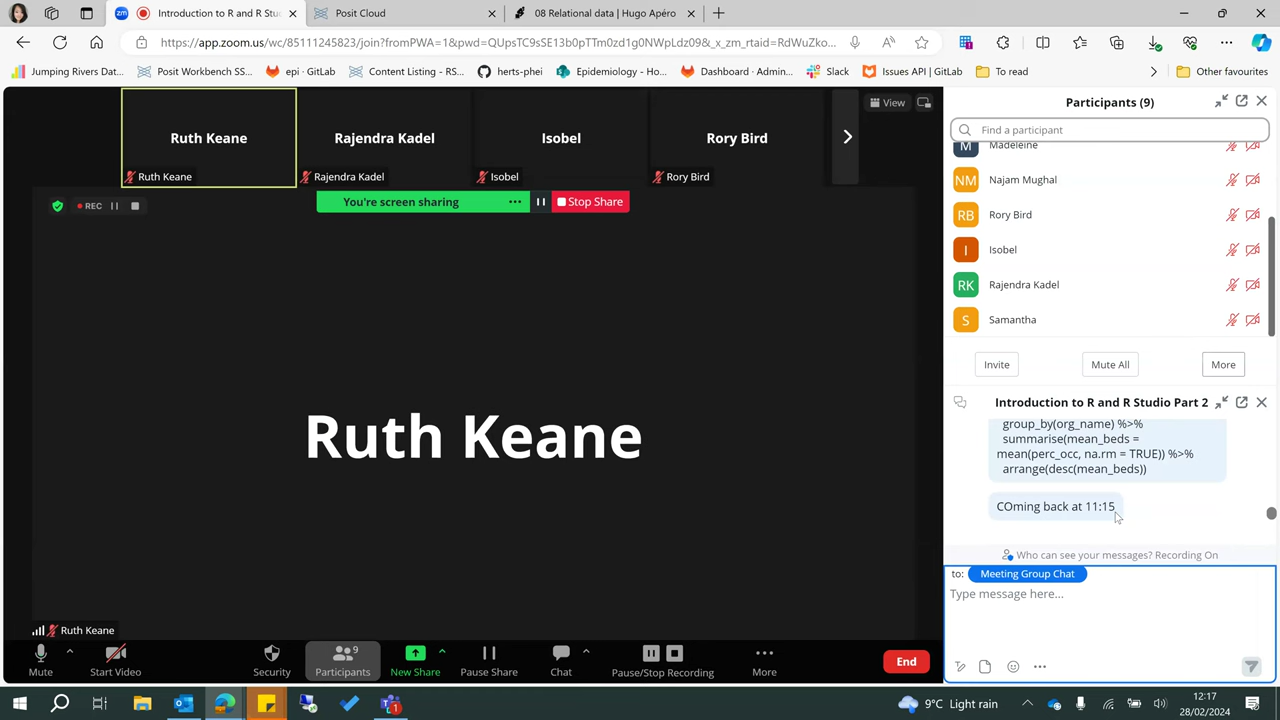 Introduction to R and R Stu
Posit Cloud
08 Relational data | Hugo Apéro
https://app.zoom.us/wc/85111245823/join?fromPWA=1&pwd=QUpsTC9sSE13b0pTTm0zd1g0NWpLdz09&_x_zm_rtaid=RdWuZko...
Jumping Rivers Dat...
Posit Workbench SS...
epi · GitLab
Content Listing - RS...
herts-phei
Epidemiology - Ho...
Dashboard · Admin...
Slack
Issues API | GitLab
To read
Other favourites
Ruth Keane
Ruth Keane
Rajendra Kadel
Rajendra Kadel
Isobel
Isobel
Rory Bird
Rory Bird
View
REC
You're screen sharing
Stop Share
Ruth Keane
Ruth Keane
Participants (9)
Find a participant
M Madeleine
NM Najam Mughal
RB Rory Bird
I Isobel
RK Rajendra Kadel
S Samantha
Invite
Mute All
More
Introduction to R and R Studio Part 2
group_by(org_name) %>%
summarise(mean_beds =
mean(perc_occ, na.rm = TRUE)) %>%
arrange(desc(mean_beds))
COming back at 11:15
Who can see your messages? Recording On
to: Meeting Group Chat
Type message here...
Mute
Start Video
Security
9
Participants
New Share
Pause Share
Chat
Pause/Stop Recording
More
End
1
9°C Light rain
12:17
28/02/2024